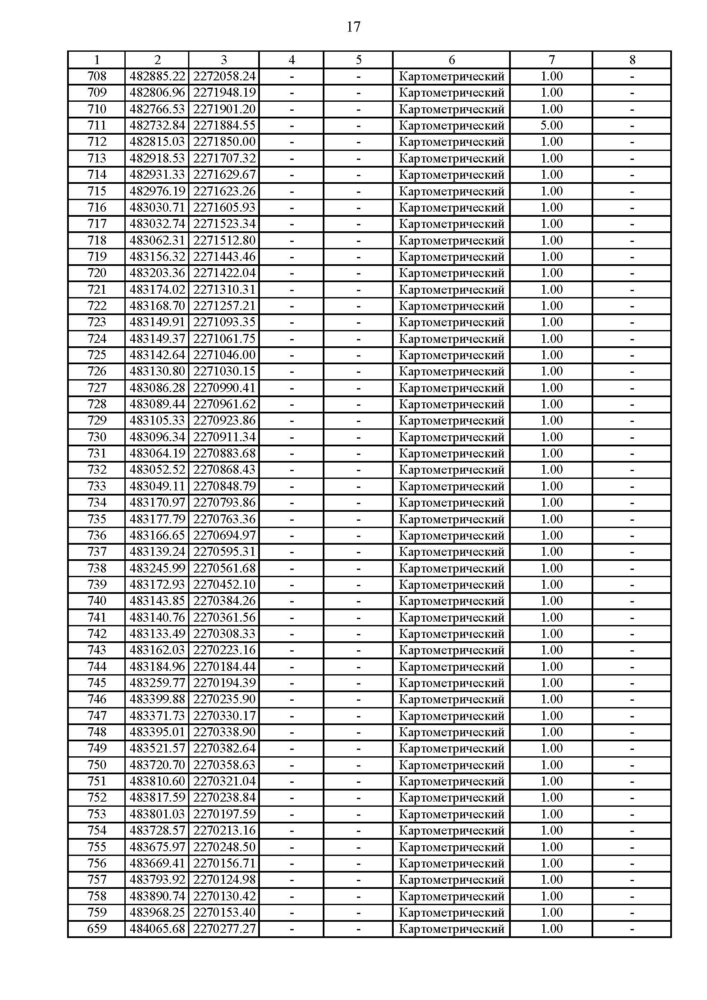 17
1 2 3 4 5 6 7 8
708 482885.22 2272058.24 - - Картометрический 1.00 -
709 482806.96 2271948.19 - - Картометрический 1.00 -
710 482766.53 2271901.20 - - Картометрический 1.00 -
711 482732.84 2271884.55 - - Картометрический 5.00 -
712 482815.03 2271850.00 - - Картометрический 1.00 -
713 482918.53 2271707.32 - - Картометрический 1.00 -
714 482931.33 2271629.67 - - Картометрический 1.00 -
715 482976.19 2271623.26 - - Картометрический 1.00 -
716 483030.71 2271605.93 - - Картометрический 1.00 -
717 483032.74 2271523.34 - - Картометрический 1.00 -
718 483062.31 2271512.80 - - Картометрический 1.00 -
719 483156.32 2271443.46 - - Картометрический 1.00 -
720 483203.36 2271422.04 - - Картометрический 1.00 -
721 483174.02 2271310.31 - - Картометрический 1.00 -
722 483168.70 2271257.21 - - Картометрический 1.00 -
723 483149.91 2271093.35 - - Картометрический 1.00 -
724 483149.37 2271061.75 - - Картометрический 1.00 -
725 483142.64 2271046.00 - - Картометрический 1.00 -
726 483130.80 2271030.15 - - Картометрический 1.00 -
727 483086.28 2270990.41 - - Картометрический 1.00 -
728 483089.44 2270961.62 - - Картометрический 1.00 -
729 483105.33 2270923.86 - - Картометрический 1.00 -
730 483096.34 2270911.34 - - Картометрический 1.00 -
731 483064.19 2270883.68 - - Картометрический 1.00 -
732 483052.52 2270868.43 - - Картометрический 1.00 -
733 483049.11 2270848.79 - - Картометрический 1.00 -
734 483170.97 2270793.86 - - Картометрический 1.00 -
735 483177.79 2270763.36 - - Картометрический 1.00 -
736 483166.65 2270694.97 - - Картометрический 1.00 -
737 483139.24 2270595.31 - - Картометрический 1.00 -
738 483245.99 2270561.68 - - Картометрический 1.00 -
739 483172.93 2270452.10 - - Картометрический 1.00 -
740 483143.85 2270384.26 - - Картометрический 1.00 -
741 483140.76 2270361.56 - - Картометрический 1.00 -
742 483133.49 2270308.33 - - Картометрический 1.00 -
743 483162.03 2270223.16 - - Картометрический 1.00 -
744 483184.96 2270184.44 - - Картометрический 1.00 -
745 483259.77 2270194.39 - - Картометрический 1.00 -
746 483399.88 2270235.90 - - Картометрический 1.00 -
747 483371.73 2270330.17 - - Картометрический 1.00 -
748 483395.01 2270338.90 - - Картометрический 1.00 -
749 483521.57 2270382.64 - - Картометрический 1.00 -
750 483720.70 2270358.63 - - Картометрический 1.00 -
751 483810.60 2270321.04 - - Картометрический 1.00 -
752 483817.59 2270238.84 - - Картометрический 1.00 -
753 483801.03 2270197.59 - - Картометрический 1.00 -
754 483728.57 2270213.16 - - Картометрический 1.00 -
755 483675.97 2270248.50 - - Картометрический 1.00 -
756 483669.41 2270156.71 - - Картометрический 1.00 -
757 483793.92 2270124.98 - - Картометрический 1.00 -
758 483890.74 2270130.42 - - Картометрический 1.00 -
759 483968.25 2270153.40 - - Картометрический 1.00 -
659 484065.68 2270277.27 - - Картометрический 1.00 -